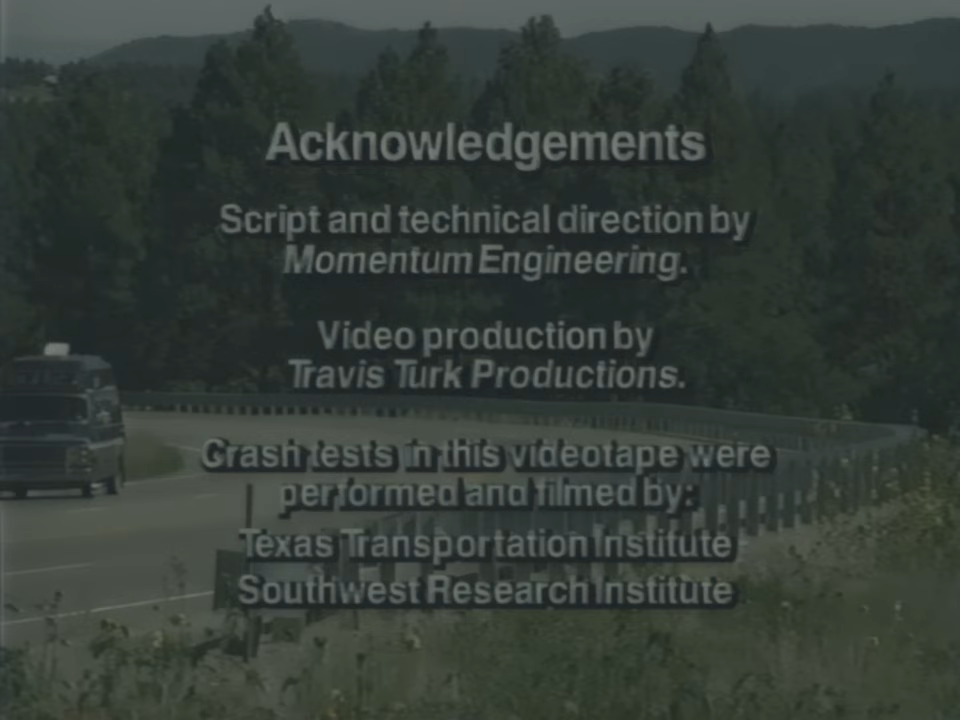 Acknowledgements
Script and technical direction by
Momentum Engineering.
Video production by
Travis Turk Productions.
Crash tests in this videotape were
performed and filmed by:
Texas Transportation Institute
Southwest Research Institute